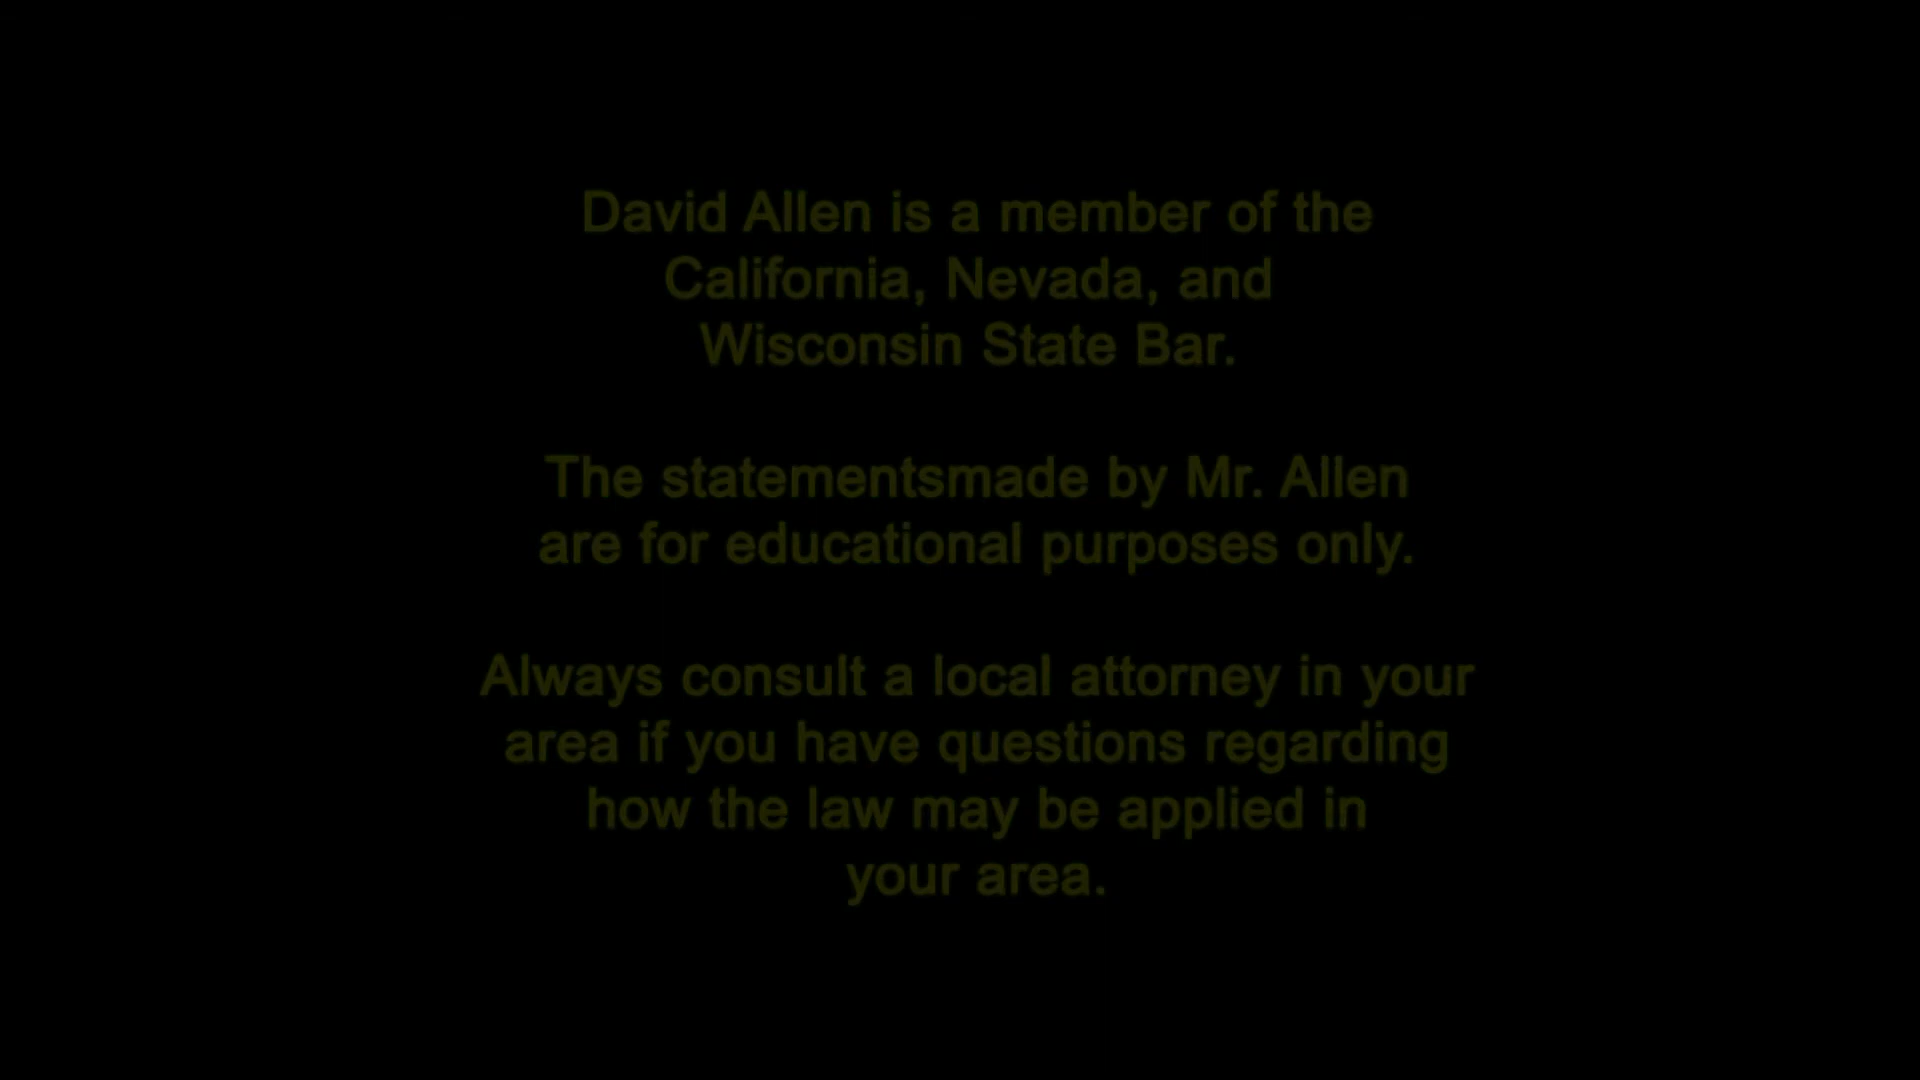 David Allen is a member of the
California, Nevada, and
Wisconsin State Bar.
The statementsmade by Mr. Allen
are for educational purposes only.
Always consult a local attorney in your
area if you have questions regarding
how the law may be applied in
your area.